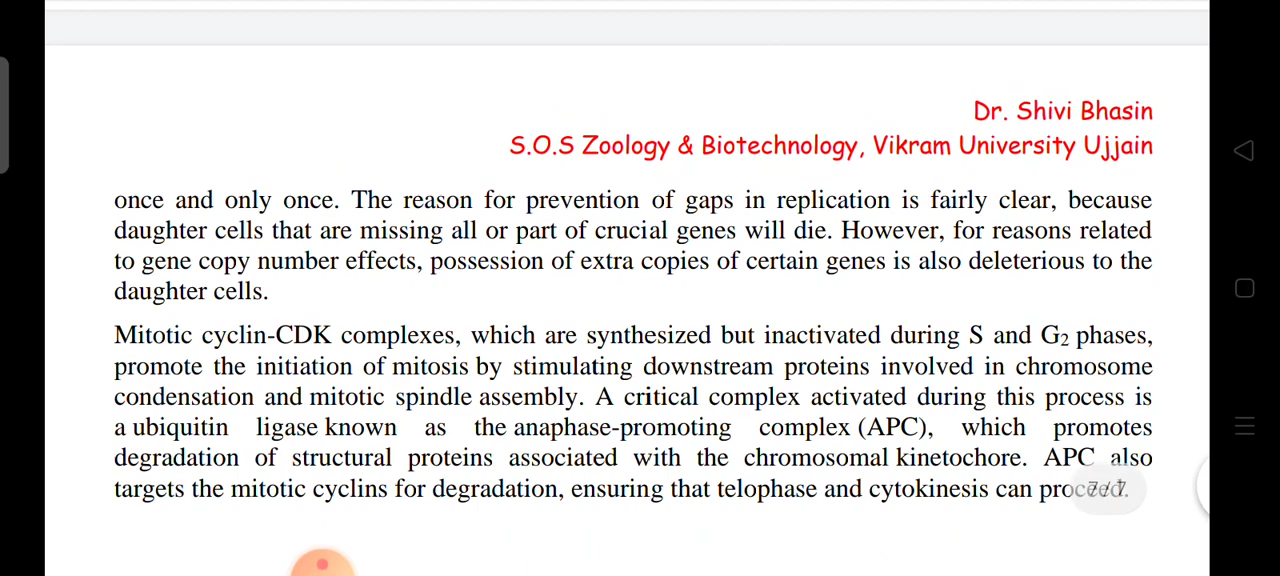 Dr. Shivi Bhasin
S.O.S Zoology & Biotechnology, Vikram University Ujjain
once and only once. The reason for prevention of gaps in replication is fairly clear, because
daughter cells that are missing all or part of crucial genes will die. However, for reasons related
to gene copy number effects, possession of extra copies of certain genes is also deleterious to the
daughter cells.
Mitotic cyclin-CDK complexes, which are synthesized but inactivated during S and G₂ phases,
promote the initiation of mitosis by stimulating downstream proteins involved in chromosome
condensation and mitotic spindle assembly. A critical complex activated during this process is
a ubiquitin ligase known as the anaphase-promoting complex (APC), which promotes
degradation of structural proteins associated with the chromosomal kinetochore. APC also
targets the mitotic cyclins for degradation, ensuring that telophase and cytokinesis can proceed.
7 / 7